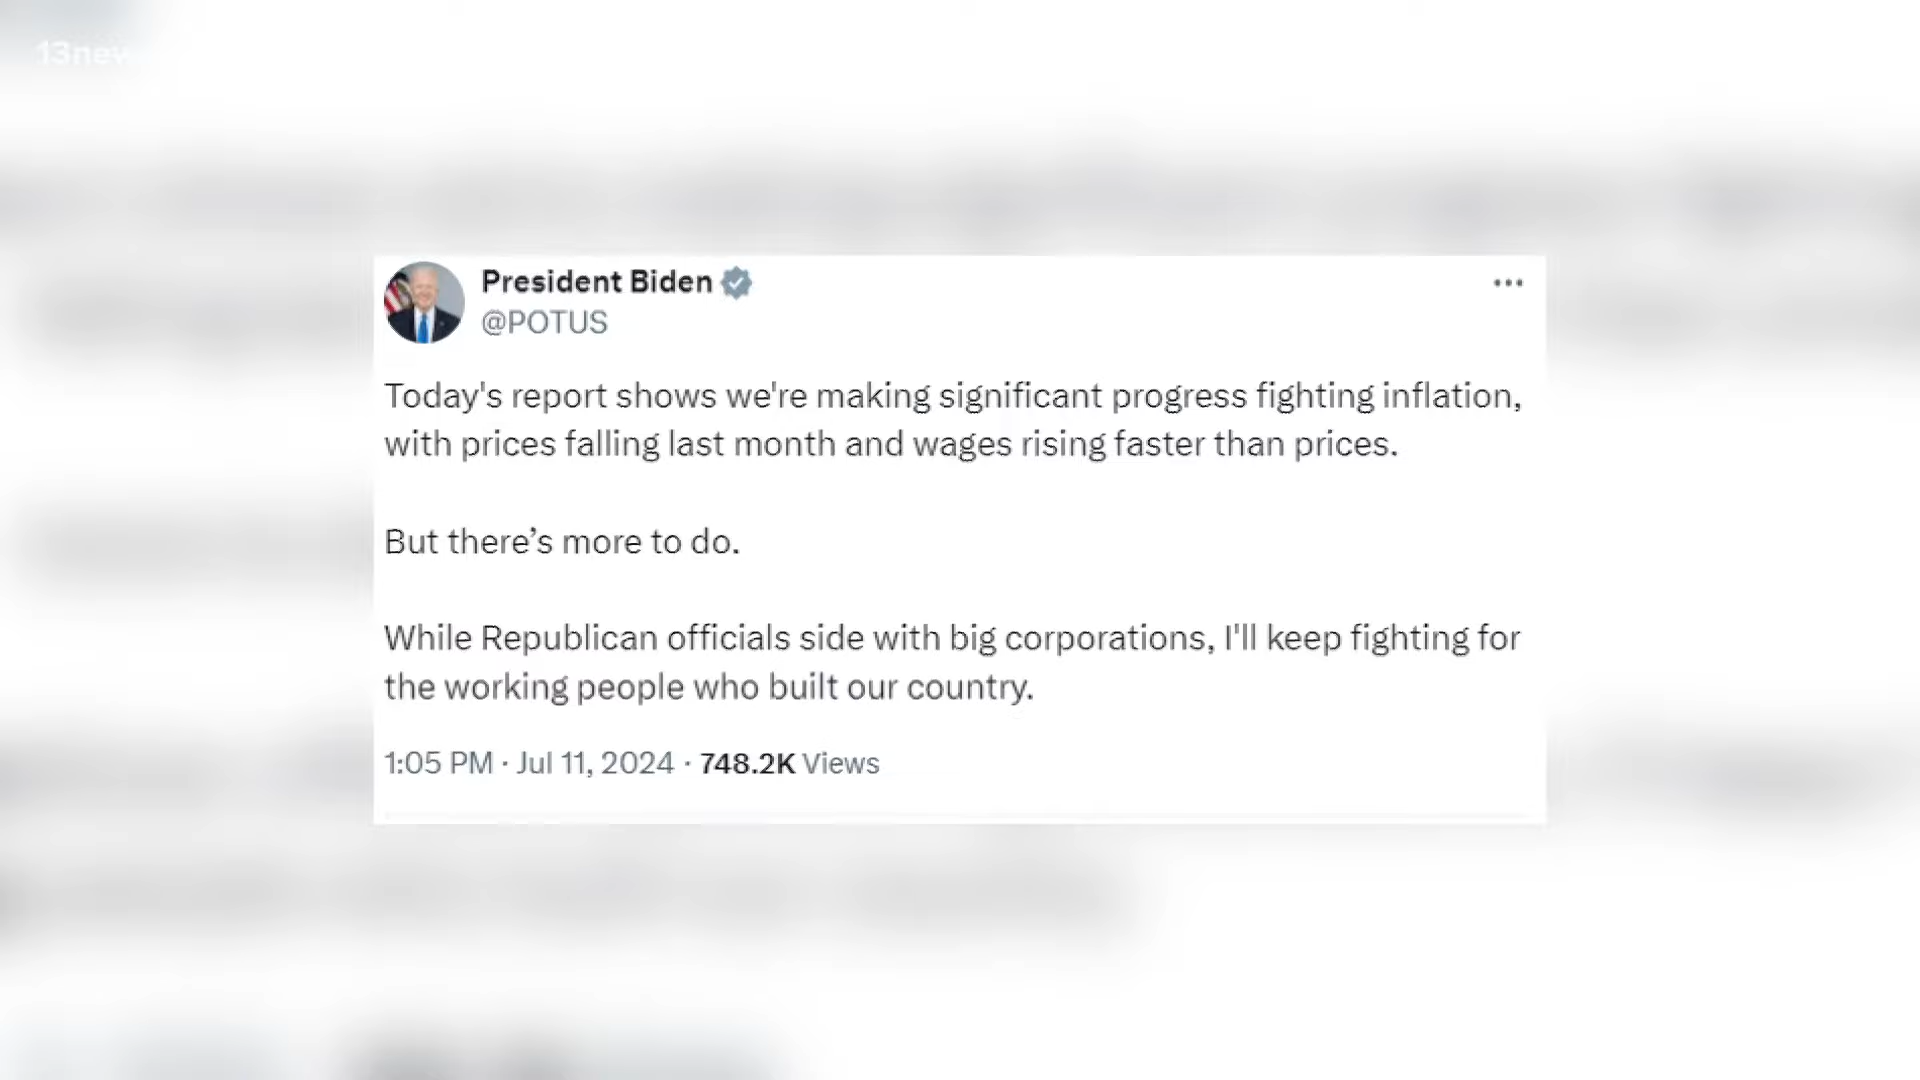 13new
President Biden
@POTUS
Today's report shows we're making significant progress fighting inflation,
with prices falling last month and wages rising faster than prices.
But there’s more to do.
While Republican officials side with big corporations, I'll keep fighting for
the working people who built our country.
1:05 PM · Jul 11, 2024 · 748.2K Views